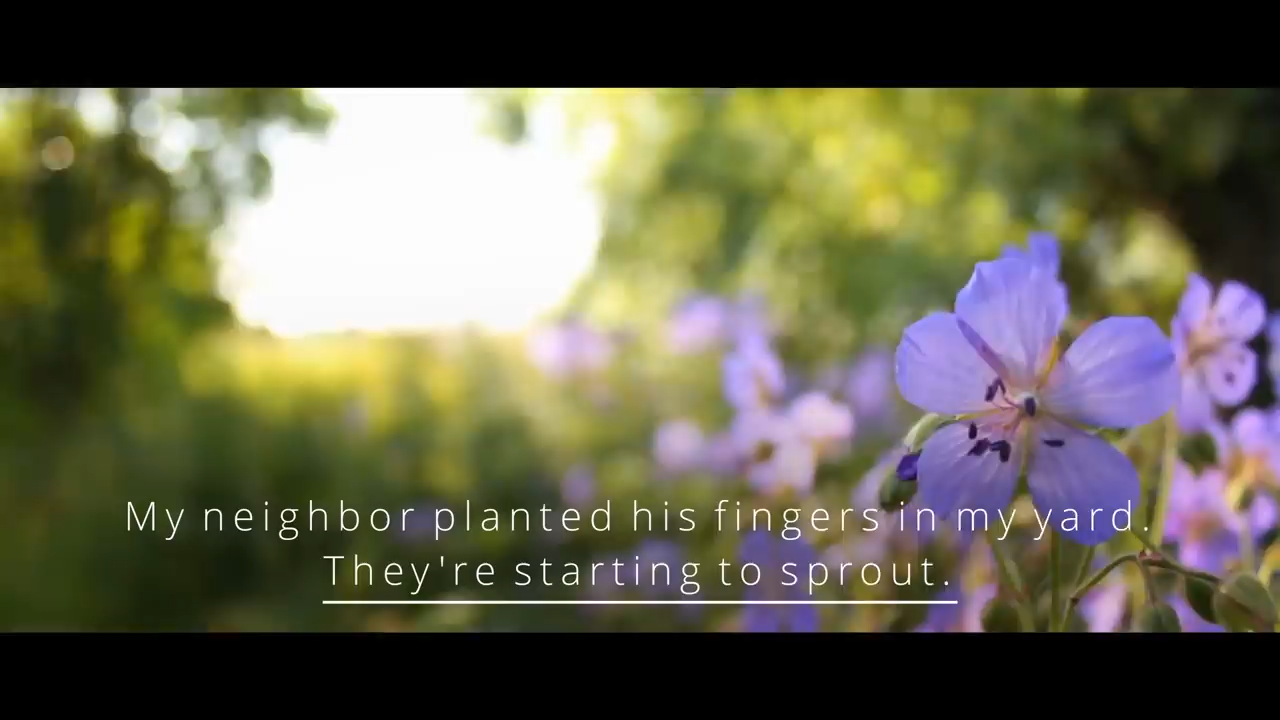 My neighbor planted his fingers in my yard.
They're starting to sprout.